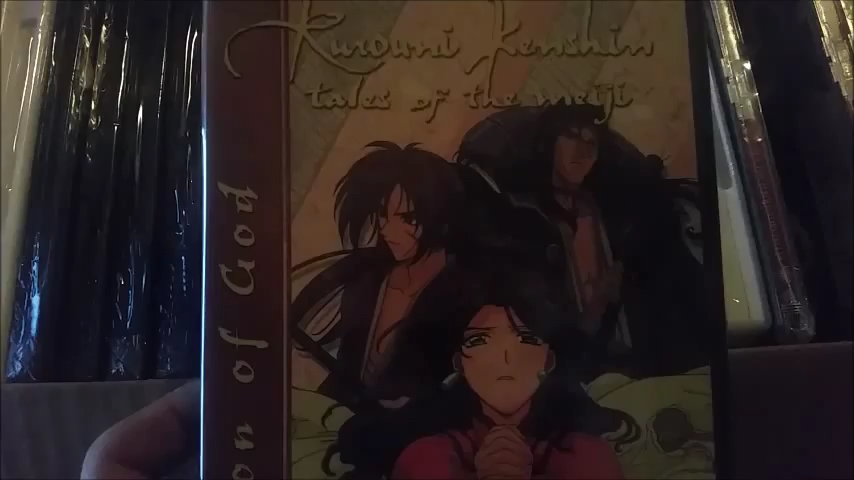 Rurouni Kenshin
tales of the meiji
on of God